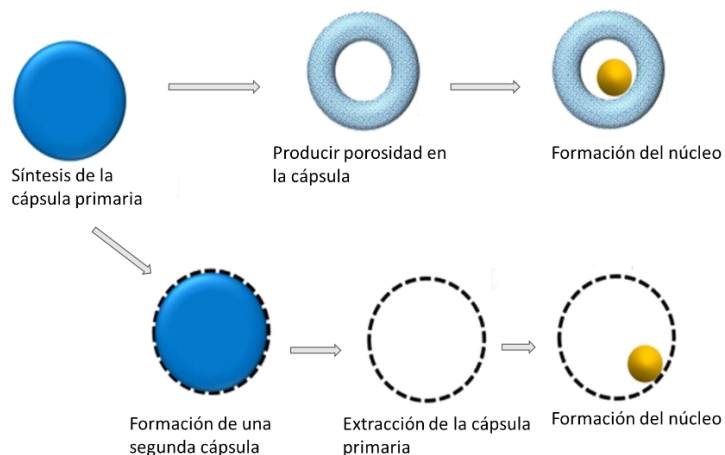 Síntesis de la
cápsula primaria
Producir porosidad en
la cápsula
Formación del núcleo
Formación de una
segunda cápsula
Extracción de la cápsula
primaria
Formación del núcleo